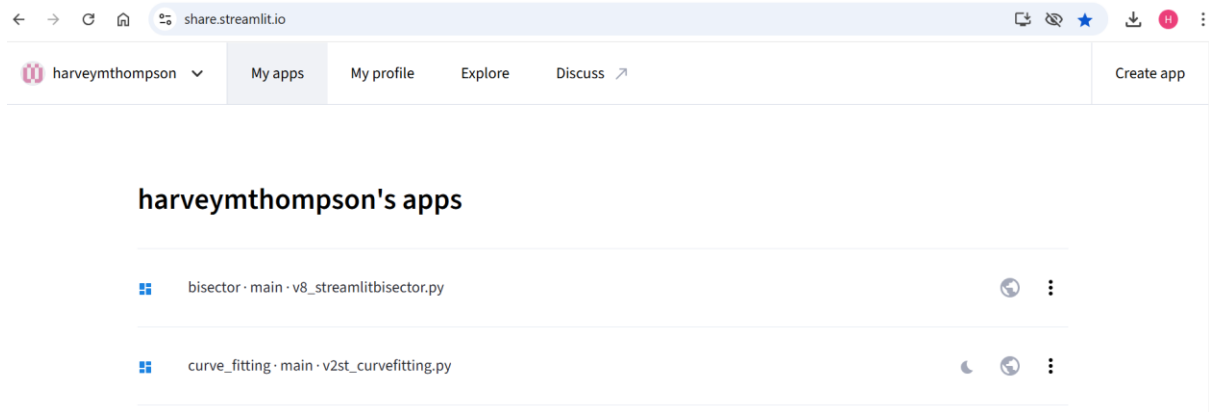 share.streamlit.io
H
harveymthompson My apps My profile Explore Discuss Create app
harveymthompson's apps
bisector · main · v8_streamlitbisector.py
curve_fitting · main · v2st_curvefitting.py